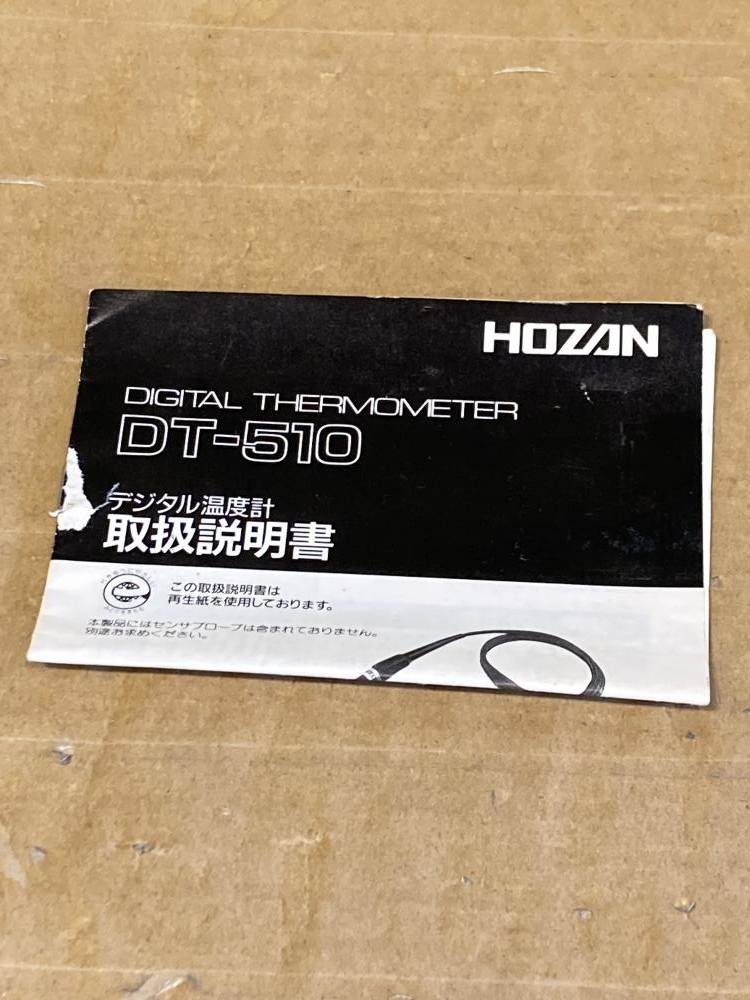 HOZAN
DIGITAL THERMOMETER
DT-510
デジタル温度計
取扱説明書
この取扱説明書は
再生紙を使用しております。
本製品にはセンサプローブは含まれておりません。
別途お求めください。